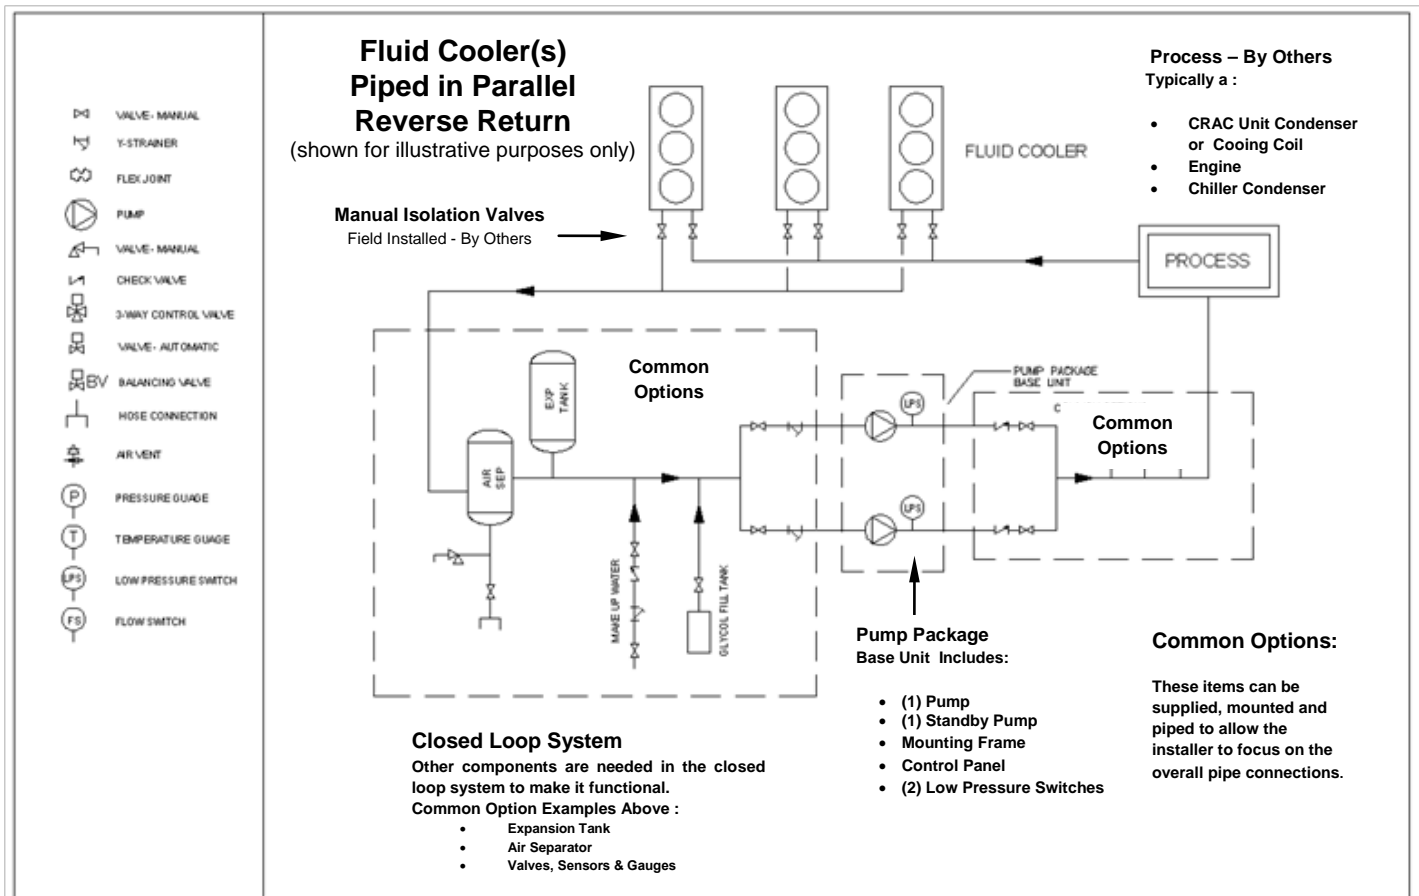 VALVE- MANUAL
Y-STRAINER
FLEX JOINT
PUMP
VALVE- MANUAL
CHECK VALVE
3-WAY CONTROL VALVE
VALVE- AUTOMATIC
BV BALANCING VALVE
HOSE CONNECTION
AIR VENT
P PRESSURE GUAGE
T TEMPERATURE GUAGE
LPS LOW PRESSURE SWITCH
FS FLOW SWITCH
Fluid Cooler(s)
Piped in Parallel
Reverse Return
(shown for illustrative purposes only)
FLUID COOLER
Process – By Others
Typically a :
• CRAC Unit Condenser
or Cooing Coil
• Engine
• Chiller Condenser
Manual Isolation Valves
Field Installed - By Others
PROCESS
Common
Options
EXP
TANK
AIR
SEP
MAKE UP WATER
GLYCOL FILL TANK
LPS
LPS
PUMP PACKAGE
BASE UNIT
Common
Options
Pump Package
Base Unit Includes:
• (1) Pump
• (1) Standby Pump
• Mounting Frame
• Control Panel
• (2) Low Pressure Switches
Common Options:
These items can be
supplied, mounted and
piped to allow the
installer to focus on the
overall pipe connections.
Closed Loop System
Other components are needed in the closed
loop system to make it functional.
Common Option Examples Above :
• Expansion Tank
• Air Separator
• Valves, Sensors & Gauges